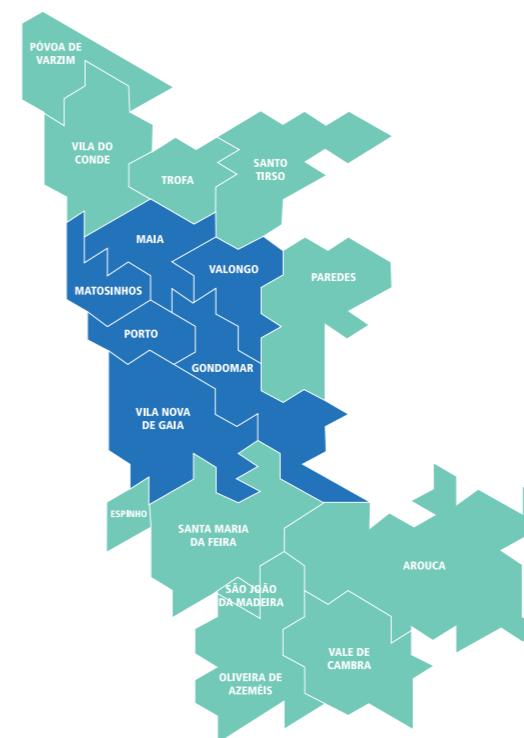 PÓVOA DE
VARZIM
VILA DO
CONDE
TROFA
SANTO
TIRSO
MAIA
VALONGO
PAREDES
MATOSINHOS
PORTO
GONDOMAR
VILA NOVA
DE GAIA
ESPINHO
SANTA MARIA
DA FEIRA
AROUCA
SÃO JOÃO
DA MADEIRA
VALE DE
CAMBRA
OLIVEIRA DE
AZEMÉIS